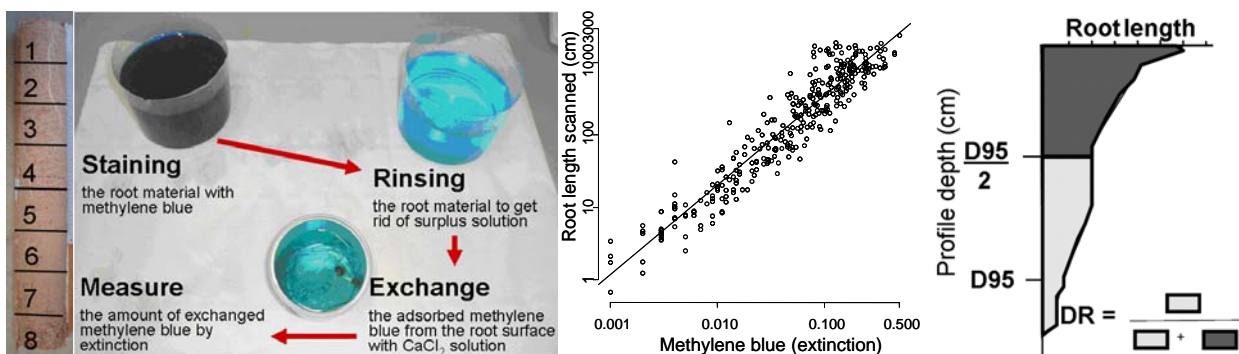 1
2
3
4
5
6
7
8
Staining
the root material with
methylene blue
Rinsing
the root material to get
rid of surplus solution
Exchange
the adsorbed methylene
blue from the root surface
with CaCl2 solution
Measure
the amount of exchanged
methylene blue by
extinction
Root length scanned (cm)
1
10
100
1000
3000
0.001
0.010
0.100
0.500
Methylene blue (extinction)
Root length
Profile depth (cm)
D95
2
D95
DR =
+